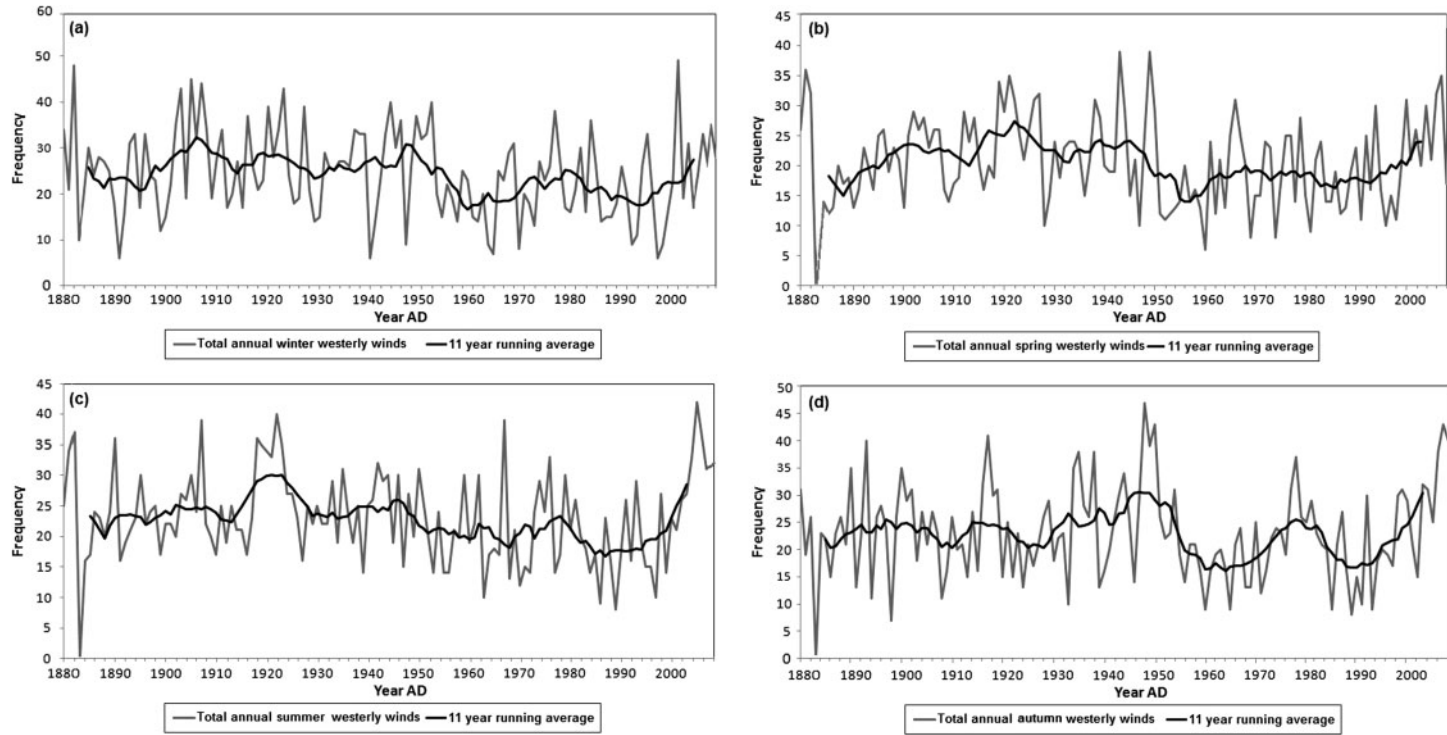 (a)
60
50
40
30
20
10
0
Frequency
1880 1890 1900 1910 1920 1930 1940 1950 1960 1970 1980 1990 2000
Year AD
Total annual winter westerly winds 11 year running average
(b)
45
40
35
30
25
20
15
10
5
0
Frequency
1880 1890 1900 1910 1920 1930 1940 1950 1960 1970 1980 1990 2000
Year AD
Total annual spring westerly winds 11 year running average
(c)
45
40
35
30
25
20
15
10
5
0
Frequency
1880 1890 1900 1910 1920 1930 1940 1950 1960 1970 1980 1990 2000
Year AD
Total annual summer westerly winds 11 year running average
(d)
50
45
40
35
30
25
20
15
10
5
0
Frequency
1880 1890 1900 1910 1920 1930 1940 1950 1960 1970 1980 1990 2000
Year AD
Total annual autumn westerly winds 11 year running average